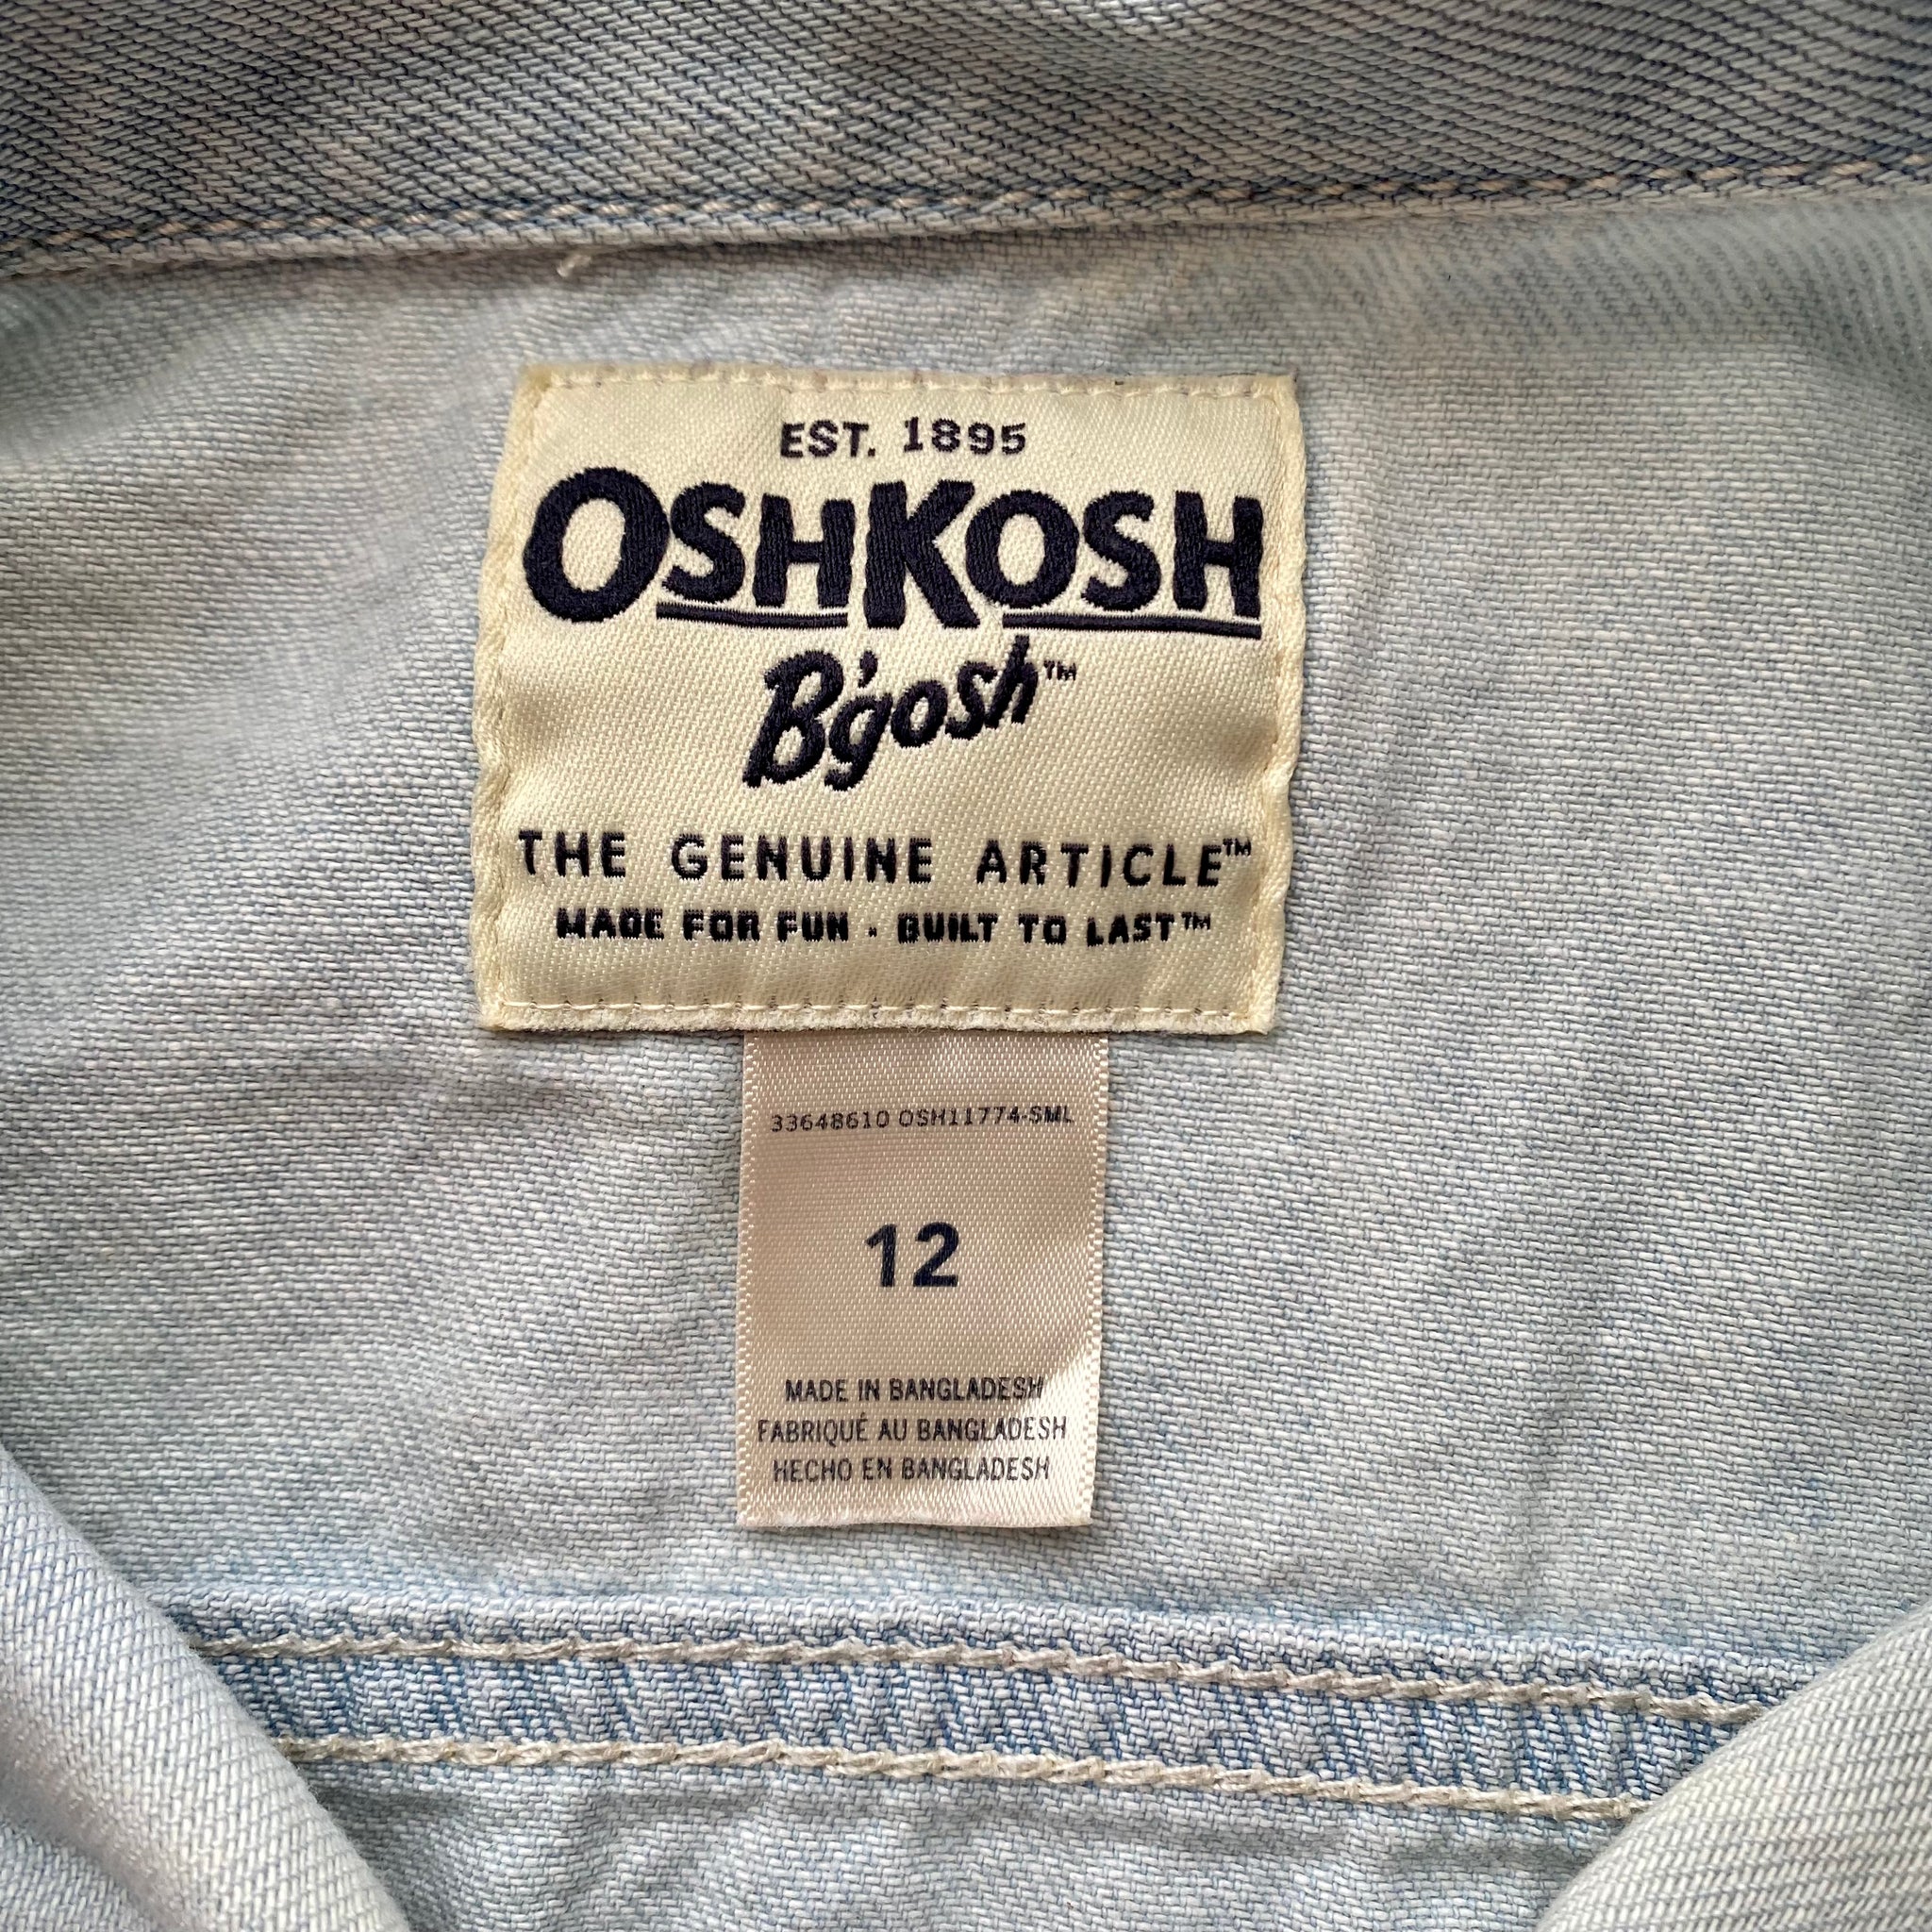 EST. 1895
OSHKOSH
B'gosh™
THE GENUINE ARTICLE™
MADE FOR FUN · BUILT TO LAST™
33648610 OSH11774-SML
12
MADE IN BANGLADESH
FABRIQUÉ AU BANGLADESH
HECHO EN BANGLADESH